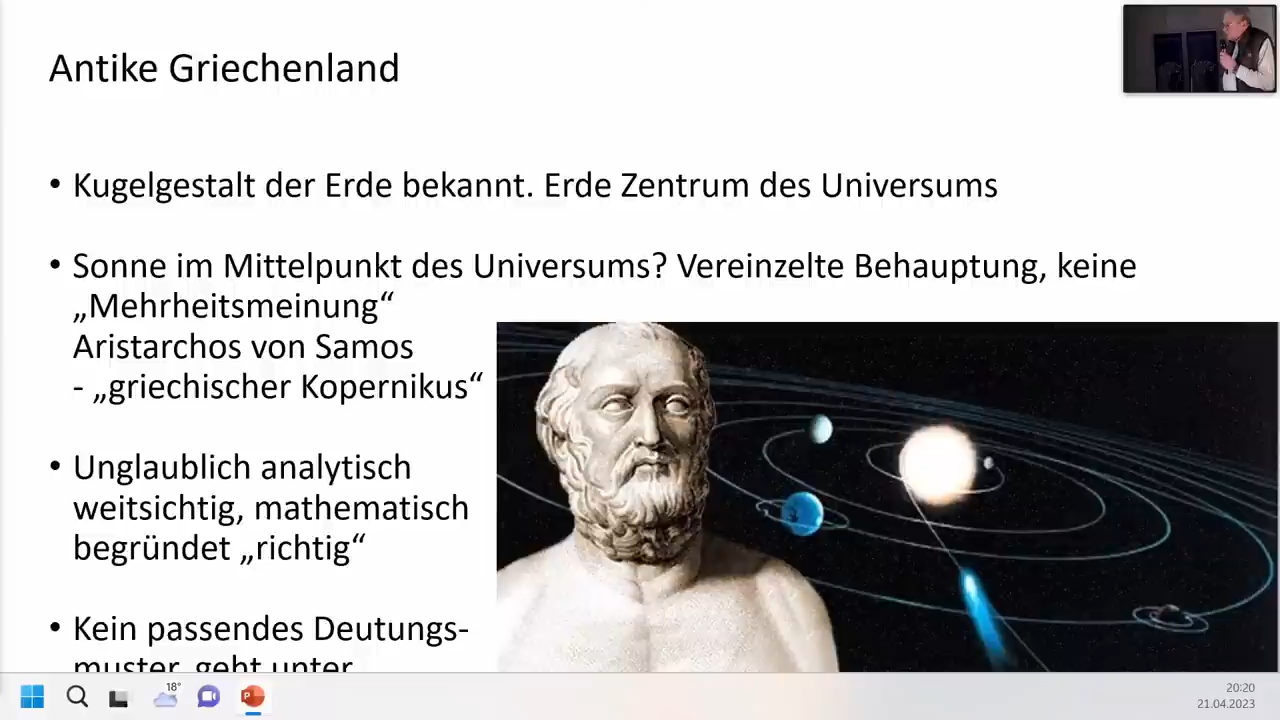 Antike Griechenland
• Kugelgestalt der Erde bekannt. Erde Zentrum des Universums
• Sonne im Mittelpunkt des Universums? Vereinzelte Behauptung, keine
„Mehrheitsmeinung“
Aristarchos von Samos
- „griechischer Kopernikus“
• Unglaublich analytisch
weitsichtig, mathematisch
begründet „richtig“
• Kein passendes Deutungs-
muster, geht unter
18°
20:20
21.04.2023